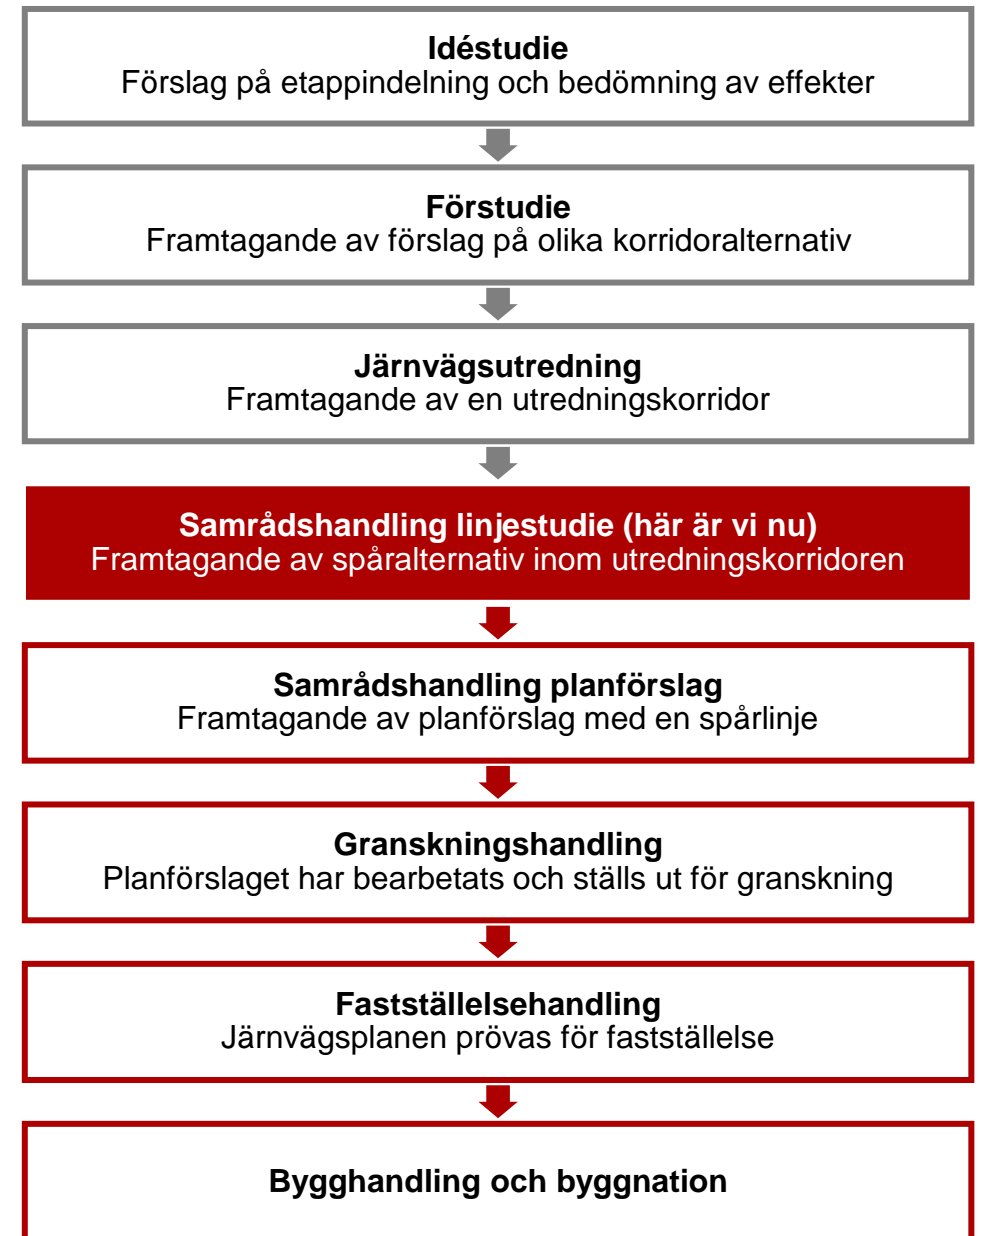 Idéstudie
Förslag på etappindelning och bedömning av effekter
Förstudie
Framtagande av förslag på olika korridoralternativ
Järnvägsutredning
Framtagande av en utredningskorridor
Samrådshandling linjestudie (här är vi nu)
Framtagande av spåralternativ inom utredningskorridoren
Samrådshandling planförslag
Framtagande av planförslag med en spårlinje
Granskningshandling
Planförslaget har bearbetats och ställs ut för granskning
Fastställelsehandling
Järnvägsplanen prövas för fastställelse
Bygghandling och byggnation